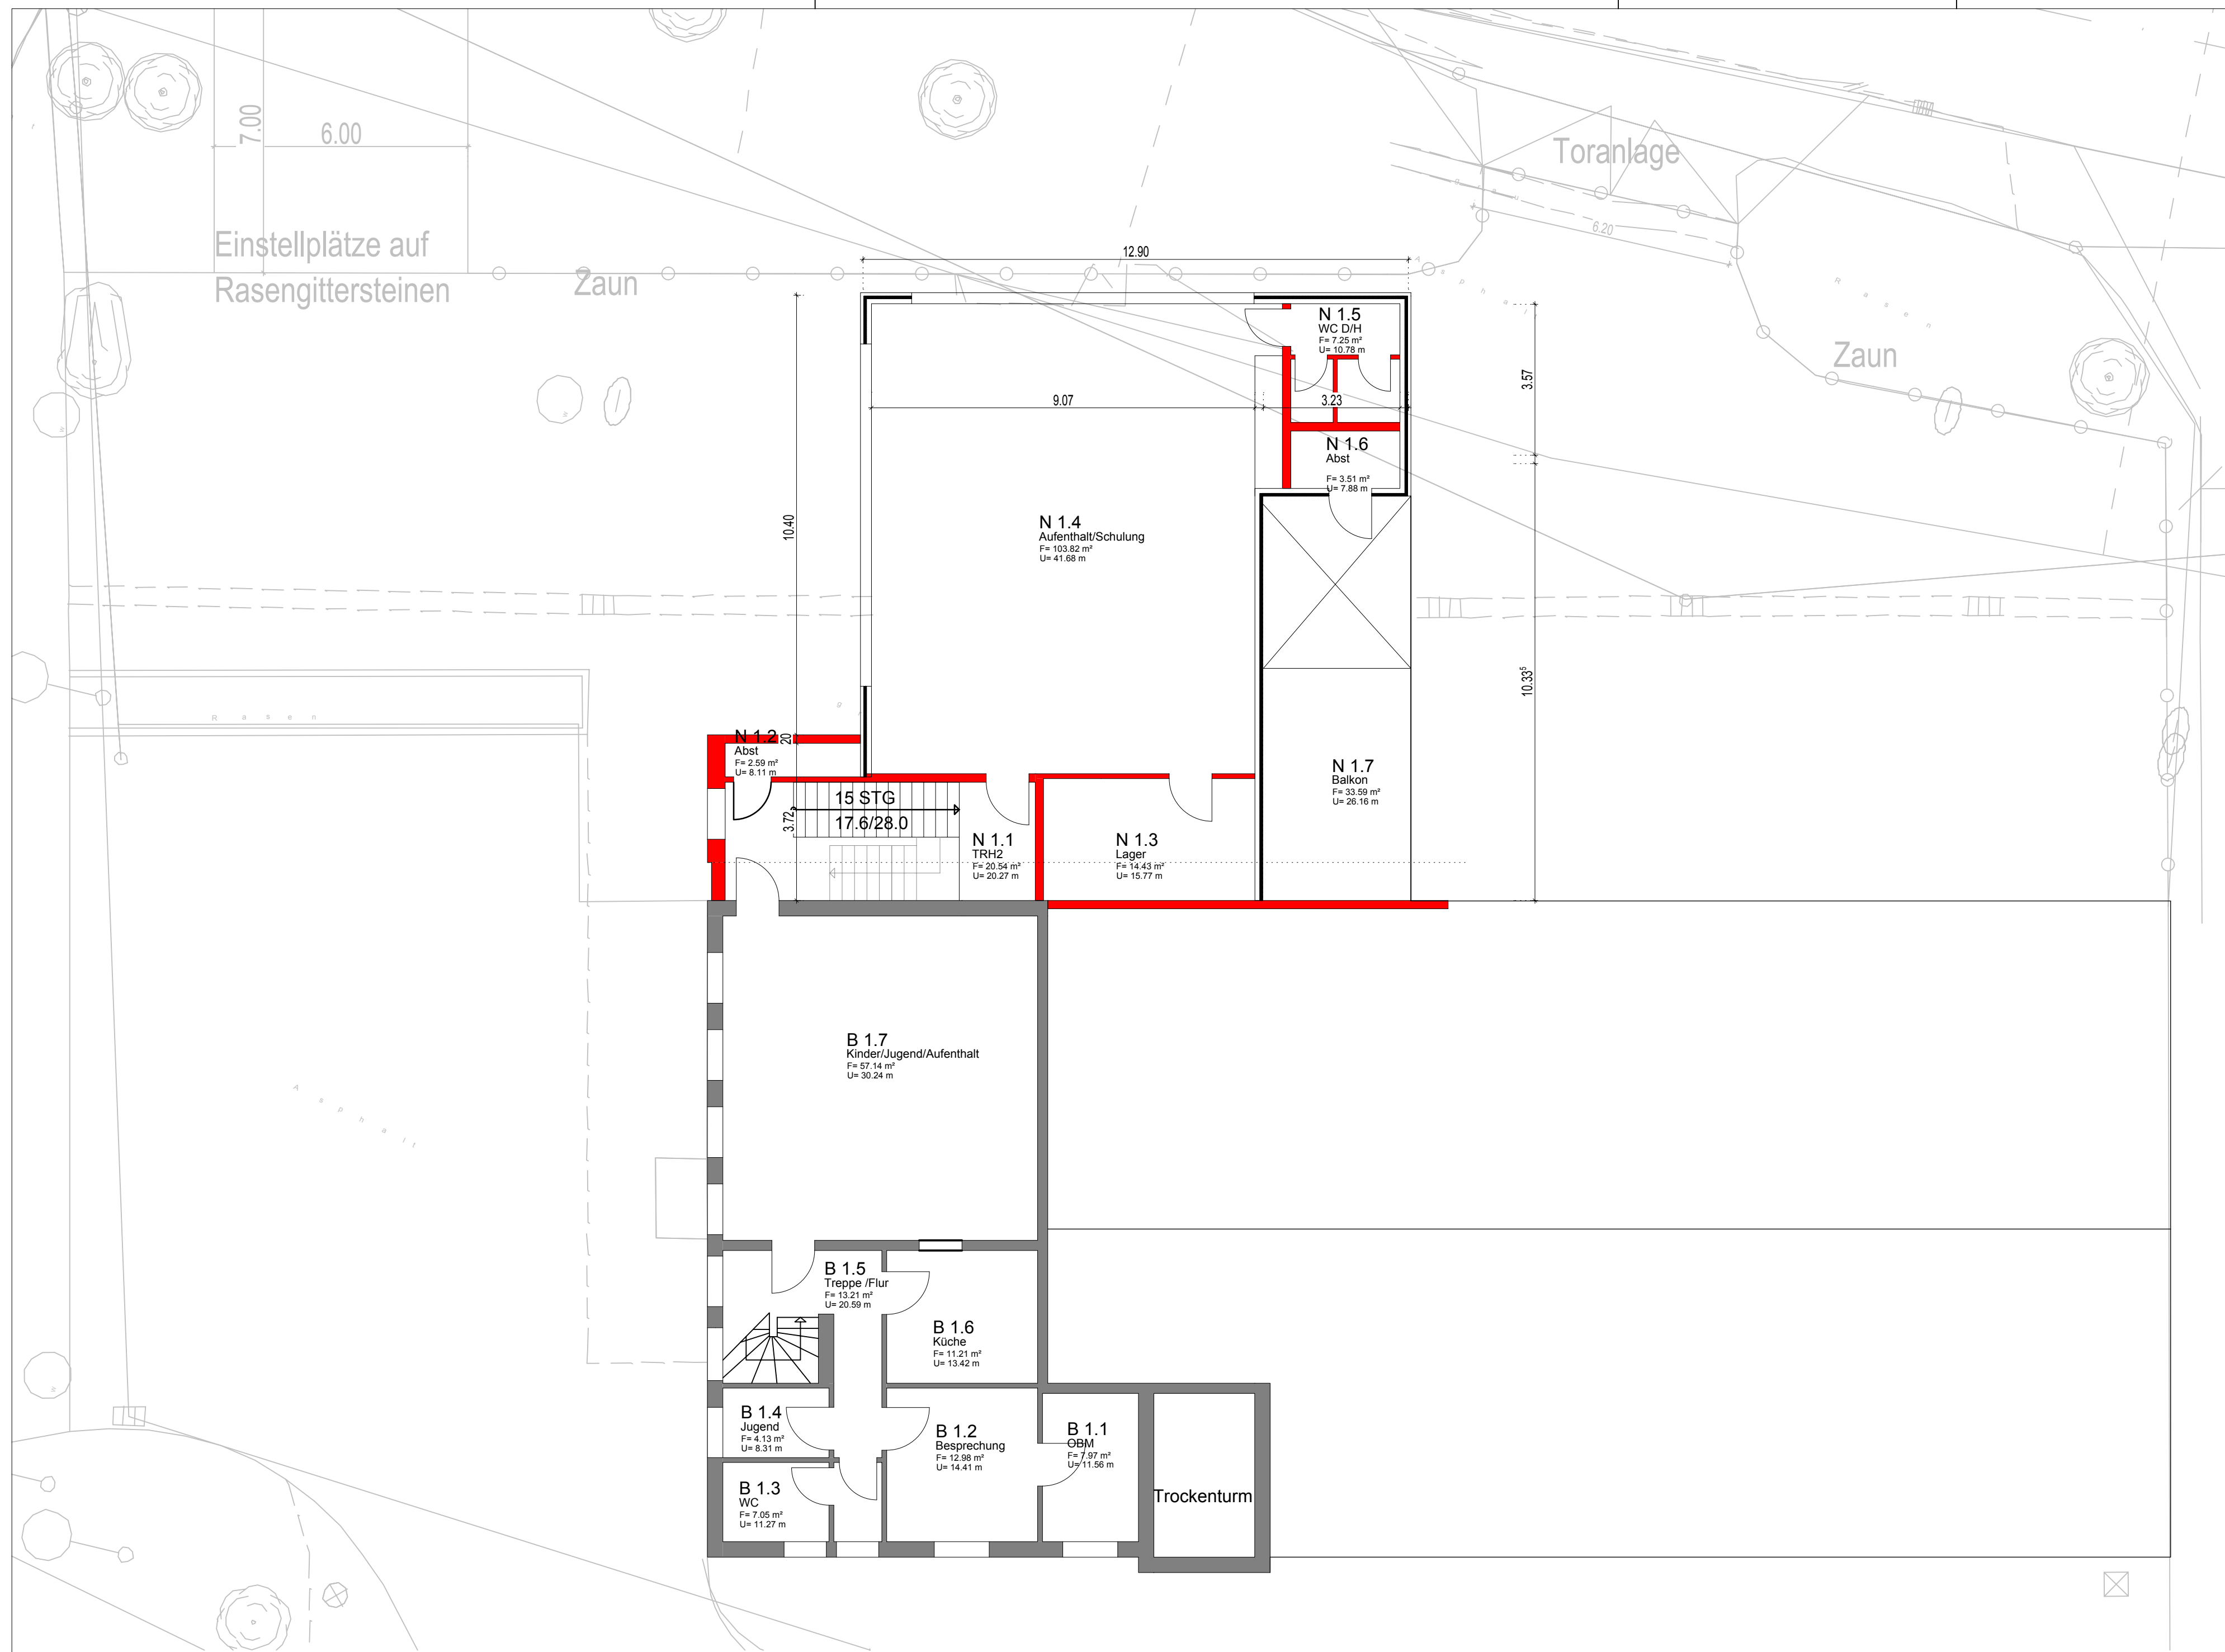 7.00
6.00
Toranlage
6.20
Einstellplätze auf
Rasengittersteinen
Zaun
12.90
Asphalt
Rasen
Zaun
N 1.5
WC D/H
F= 7.25 m²
U= 10.78 m
3.57
9.07
3.23
N 1.6
Abst
F= 3.51 m²
U= 7.88 m
10.40
N 1.4
Aufenthalt/Schulung
F= 103.82 m²
U= 41.68 m
10.33⁵
Rasen
N 1.2
Abst
F= 2.59 m²
U= 8.11 m
20
N 1.7
Balkon
F= 33.59 m²
U= 26.16 m
15 STG
17.6/28.0
3.72
N 1.1
TRH2
F= 20.54 m²
U= 20.27 m
N 1.3
Lager
F= 14.43 m²
U= 15.77 m
B 1.7
Kinder/Jugend/Aufenthalt
F= 57.14 m²
U= 30.24 m
Asphalt
B 1.5
Treppe /Flur
F= 13.21 m²
U= 20.59 m
B 1.6
Küche
F= 11.21 m²
U= 13.42 m
B 1.4
Jugend
F= 4.13 m²
U= 8.31 m
B 1.2
Besprechung
F= 12.98 m²
U= 14.41 m
B 1.1
OBM
F= 7.97 m²
U= 11.56 m
B 1.3
WC
F= 7.05 m²
U= 11.27 m
Trockenturm